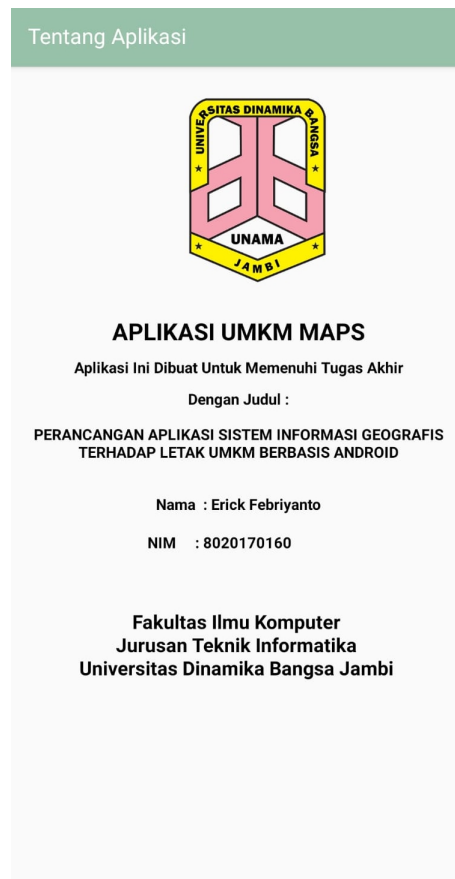 Tentang Aplikasi
UNIVERSITAS DINAMIKA BANGSA
UNAMA
JAMBI
APLIKASI UMKM MAPS
Aplikasi Ini Dibuat Untuk Memenuhi Tugas Akhir
Dengan Judul :
PERANCANGAN APLIKASI SISTEM INFORMASI GEOGRAFIS
TERHADAP LETAK UMKM BERBASIS ANDROID
Nama : Erick Febriyanto
NIM : 8020170160
Fakultas Ilmu Komputer
Jurusan Teknik Informatika
Universitas Dinamika Bangsa Jambi